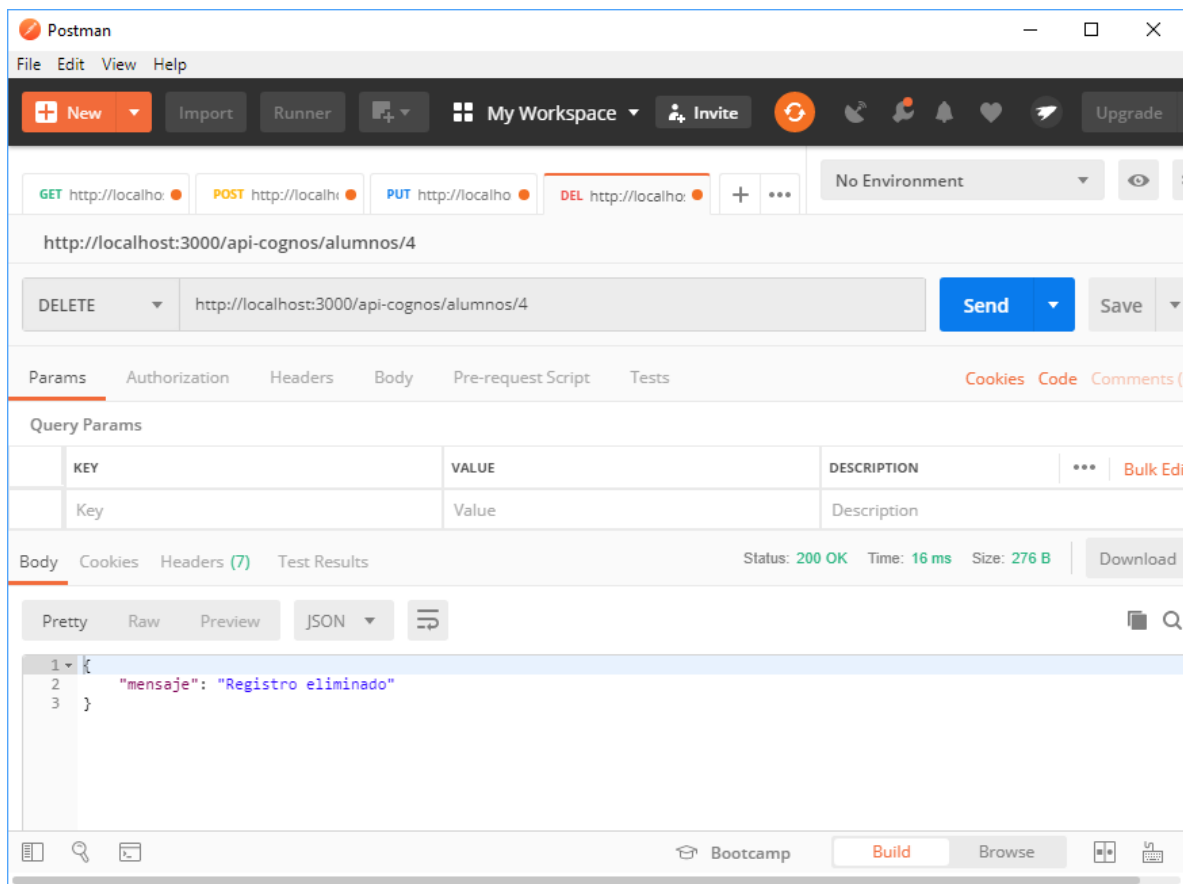 Postman
File Edit View Help
New Import Runner My Workspace Invite Upgrade
GET http://localho: POST http://localh PUT http://localho DEL http://localho: + ••• No Environment
http://localhost:3000/api-cognos/alumnos/4
DELETE http://localhost:3000/api-cognos/alumnos/4 Send Save
Params Authorization Headers Body Pre-request Script Tests Cookies Code Comments (
Query Params
KEY VALUE DESCRIPTION ••• Bulk Edi
Key Value Description
Body Cookies Headers (7) Test Results Status: 200 OK Time: 16 ms Size: 276 B Download
Pretty Raw Preview JSON
1 {
2 "mensaje": "Registro eliminado"
3 }
Bootcamp Build Browse